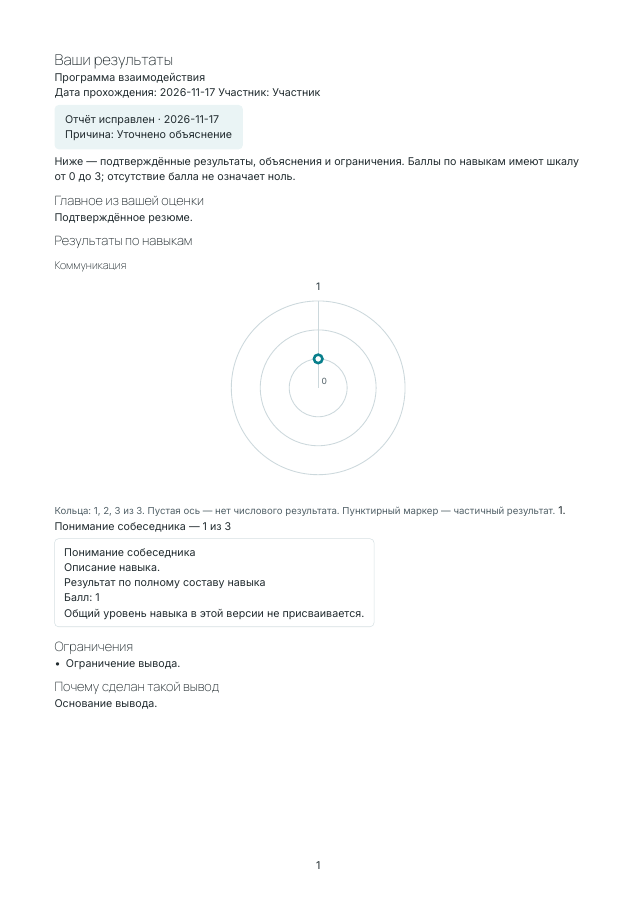 Ваши результаты
Программа взаимодействия
Дата прохождения: 2026-11-17 Участник: Участник
Отчёт исправлен · 2026-11-17
Причина: Уточнено объяснение
Ниже — подтверждённые результаты, объяснения и ограничения. Баллы по навыкам имеют шкалу
от 0 до 3; отсутствие балла не означает ноль.
Главное из вашей оценки
Подтверждённое резюме.
Результаты по навыкам
Коммуникация
1
0
Кольца: 1, 2, 3 из 3. Пустая ось — нет числового результата. Пунктирный маркер — частичный результат. 1.
Понимание собеседника — 1 из 3
Понимание собеседника
Описание навыка.
Результат по полному составу навыка
Балл: 1
Общий уровень навыка в этой версии не присваивается.
Ограничения
• Ограничение вывода.
Почему сделан такой вывод
Основание вывода.
1